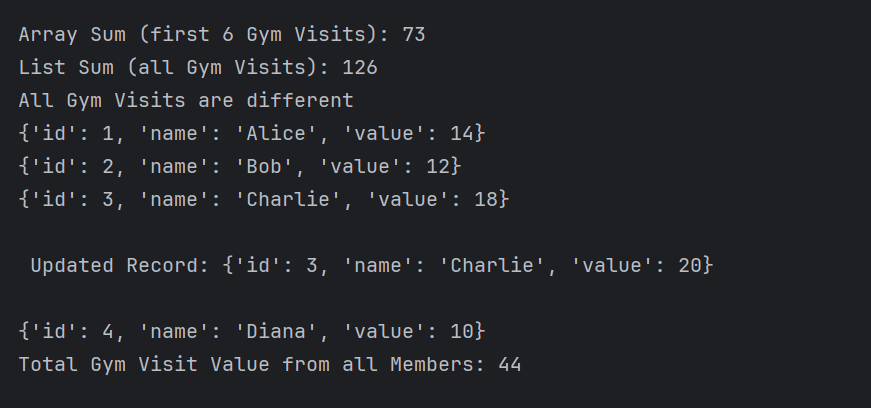 Array Sum (first 6 Gym Visits): 73
List Sum (all Gym Visits): 126
All Gym Visits are different
{'id': 1, 'name': 'Alice', 'value': 14}
{'id': 2, 'name': 'Bob', 'value': 12}
{'id': 3, 'name': 'Charlie', 'value': 18}
Updated Record: {'id': 3, 'name': 'Charlie', 'value': 20}
{'id': 4, 'name': 'Diana', 'value': 10}
Total Gym Visit Value from all Members: 44